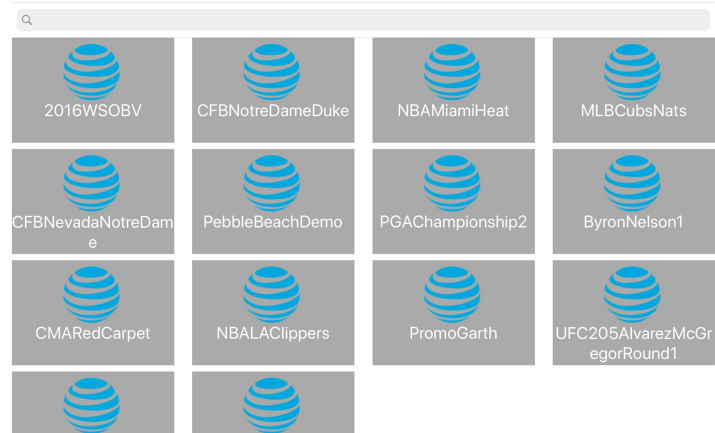 2016WSOBV
CFBNotreDameDuke
NBAMiamiHeat
MLBCubsNats
CFBNevadaNotreDam
e
PebbleBeachDemo
PGAChampionship2
ByronNelson1
CMARedCarpet
NBALAClippers
PromoGarth
UFC205AlvarezMcGr
egorRound1